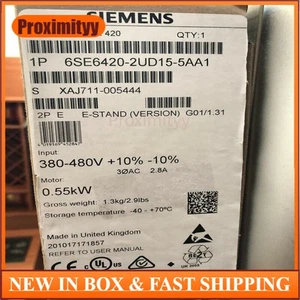 Proximityy
SIEMENS
420 QTY:1
1P 6SE6420-2UD15-5AA1
S XAJ711-005444
2P E E-STAND (VERSION) G01/1.31
Input:
380-480V +10% -10%
3ØAC 2.8A
Motor:
0.55kW
Gross weight: 1.3kg/2.9lbs
Storage temperature -40 - +70ºC
Made in United Kingdom
201017171857
REFER TO USER MANUAL
NEW IN BOX & FAST SHIPPING